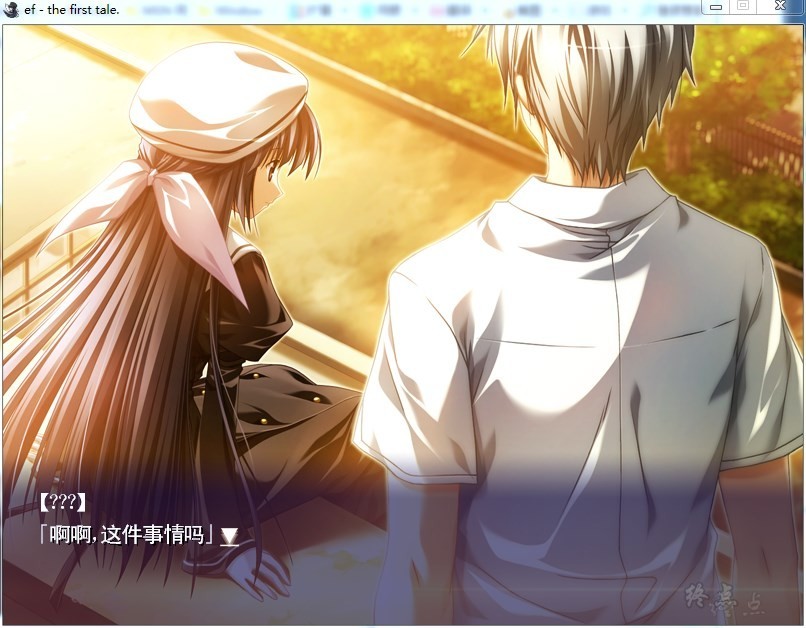 ef - the first tale.
【???】
「啊啊,这件事情吗」
终点